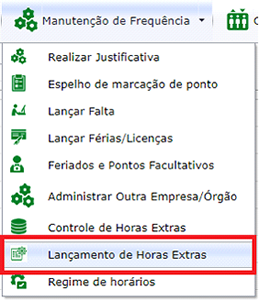 Manutenção de Frequência
Realizar Justificativa
Espelho de marcação de ponto
Lançar Falta
Lançar Férias/Licenças
Feriados e Pontos Facultativos
Administrar Outra Empresa/Órgão
Controle de Horas Extras
Lançamento de Horas Extras
Regime de horários